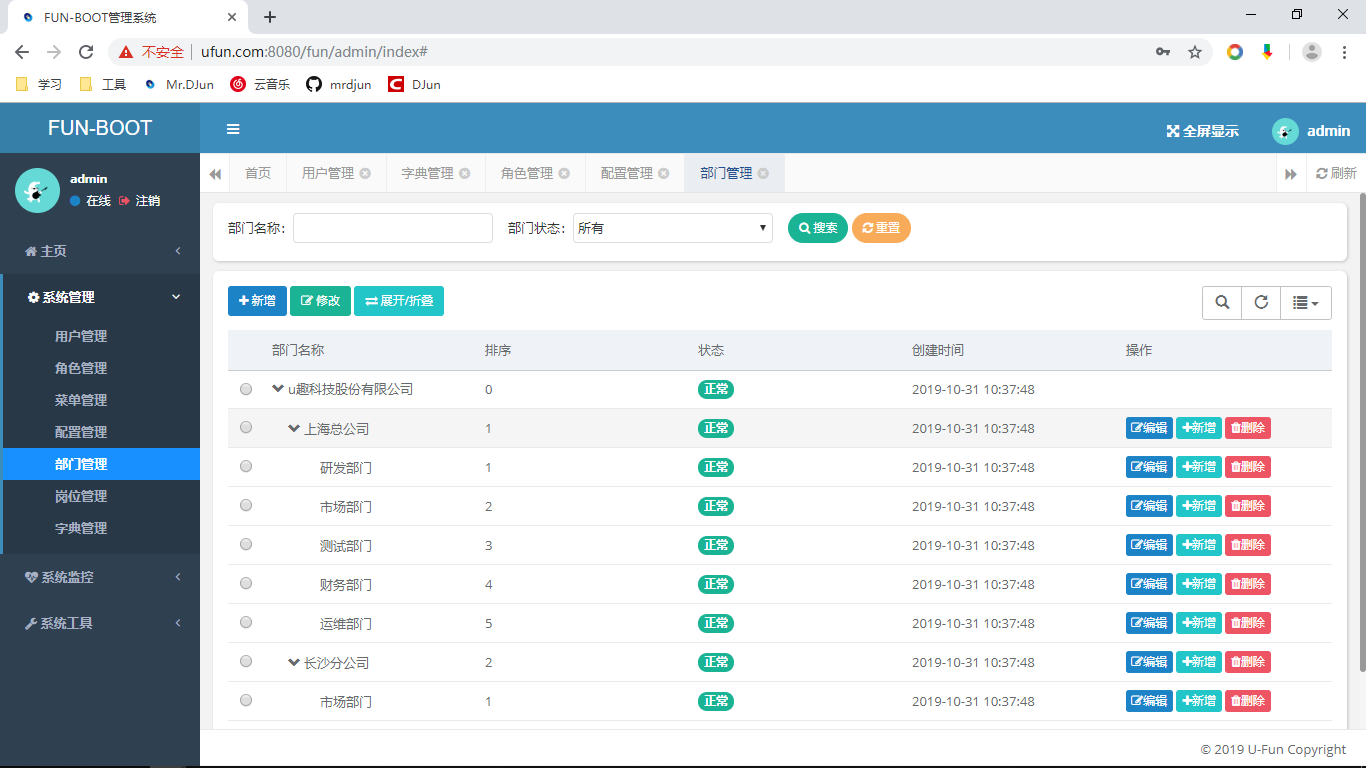 FUN-BOOT管理系统
不安全 ufun.com:8080/fun/admin/index#
学习 工具 Mr.DJun 云音乐 mrdjun DJun
FUN-BOOT 全屏显示 admin
admin
在线 注销
首页 用户管理 字典管理 角色管理 配置管理 部门管理 刷新
主页
系统管理
用户管理
角色管理
菜单管理
配置管理
部门管理
岗位管理
字典管理
系统监控
系统工具
部门名称： 部门状态： 所有 搜索 重置
新增 修改 展开/折叠
部门名称 排序 状态 创建时间 操作
u趣科技股份有限公司 0 正常 2019-10-31 10:37:48
上海总公司 1 正常 2019-10-31 10:37:48 编辑 新增 删除
研发部门 1 正常 2019-10-31 10:37:48 编辑 新增 删除
市场部门 2 正常 2019-10-31 10:37:48 编辑 新增 删除
测试部门 3 正常 2019-10-31 10:37:48 编辑 新增 删除
财务部门 4 正常 2019-10-31 10:37:48 编辑 新增 删除
运维部门 5 正常 2019-10-31 10:37:48 编辑 新增 删除
长沙分公司 2 正常 2019-10-31 10:37:48 编辑 新增 删除
市场部门 1 正常 2019-10-31 10:37:48 编辑 新增 删除
© 2019 U-Fun Copyright